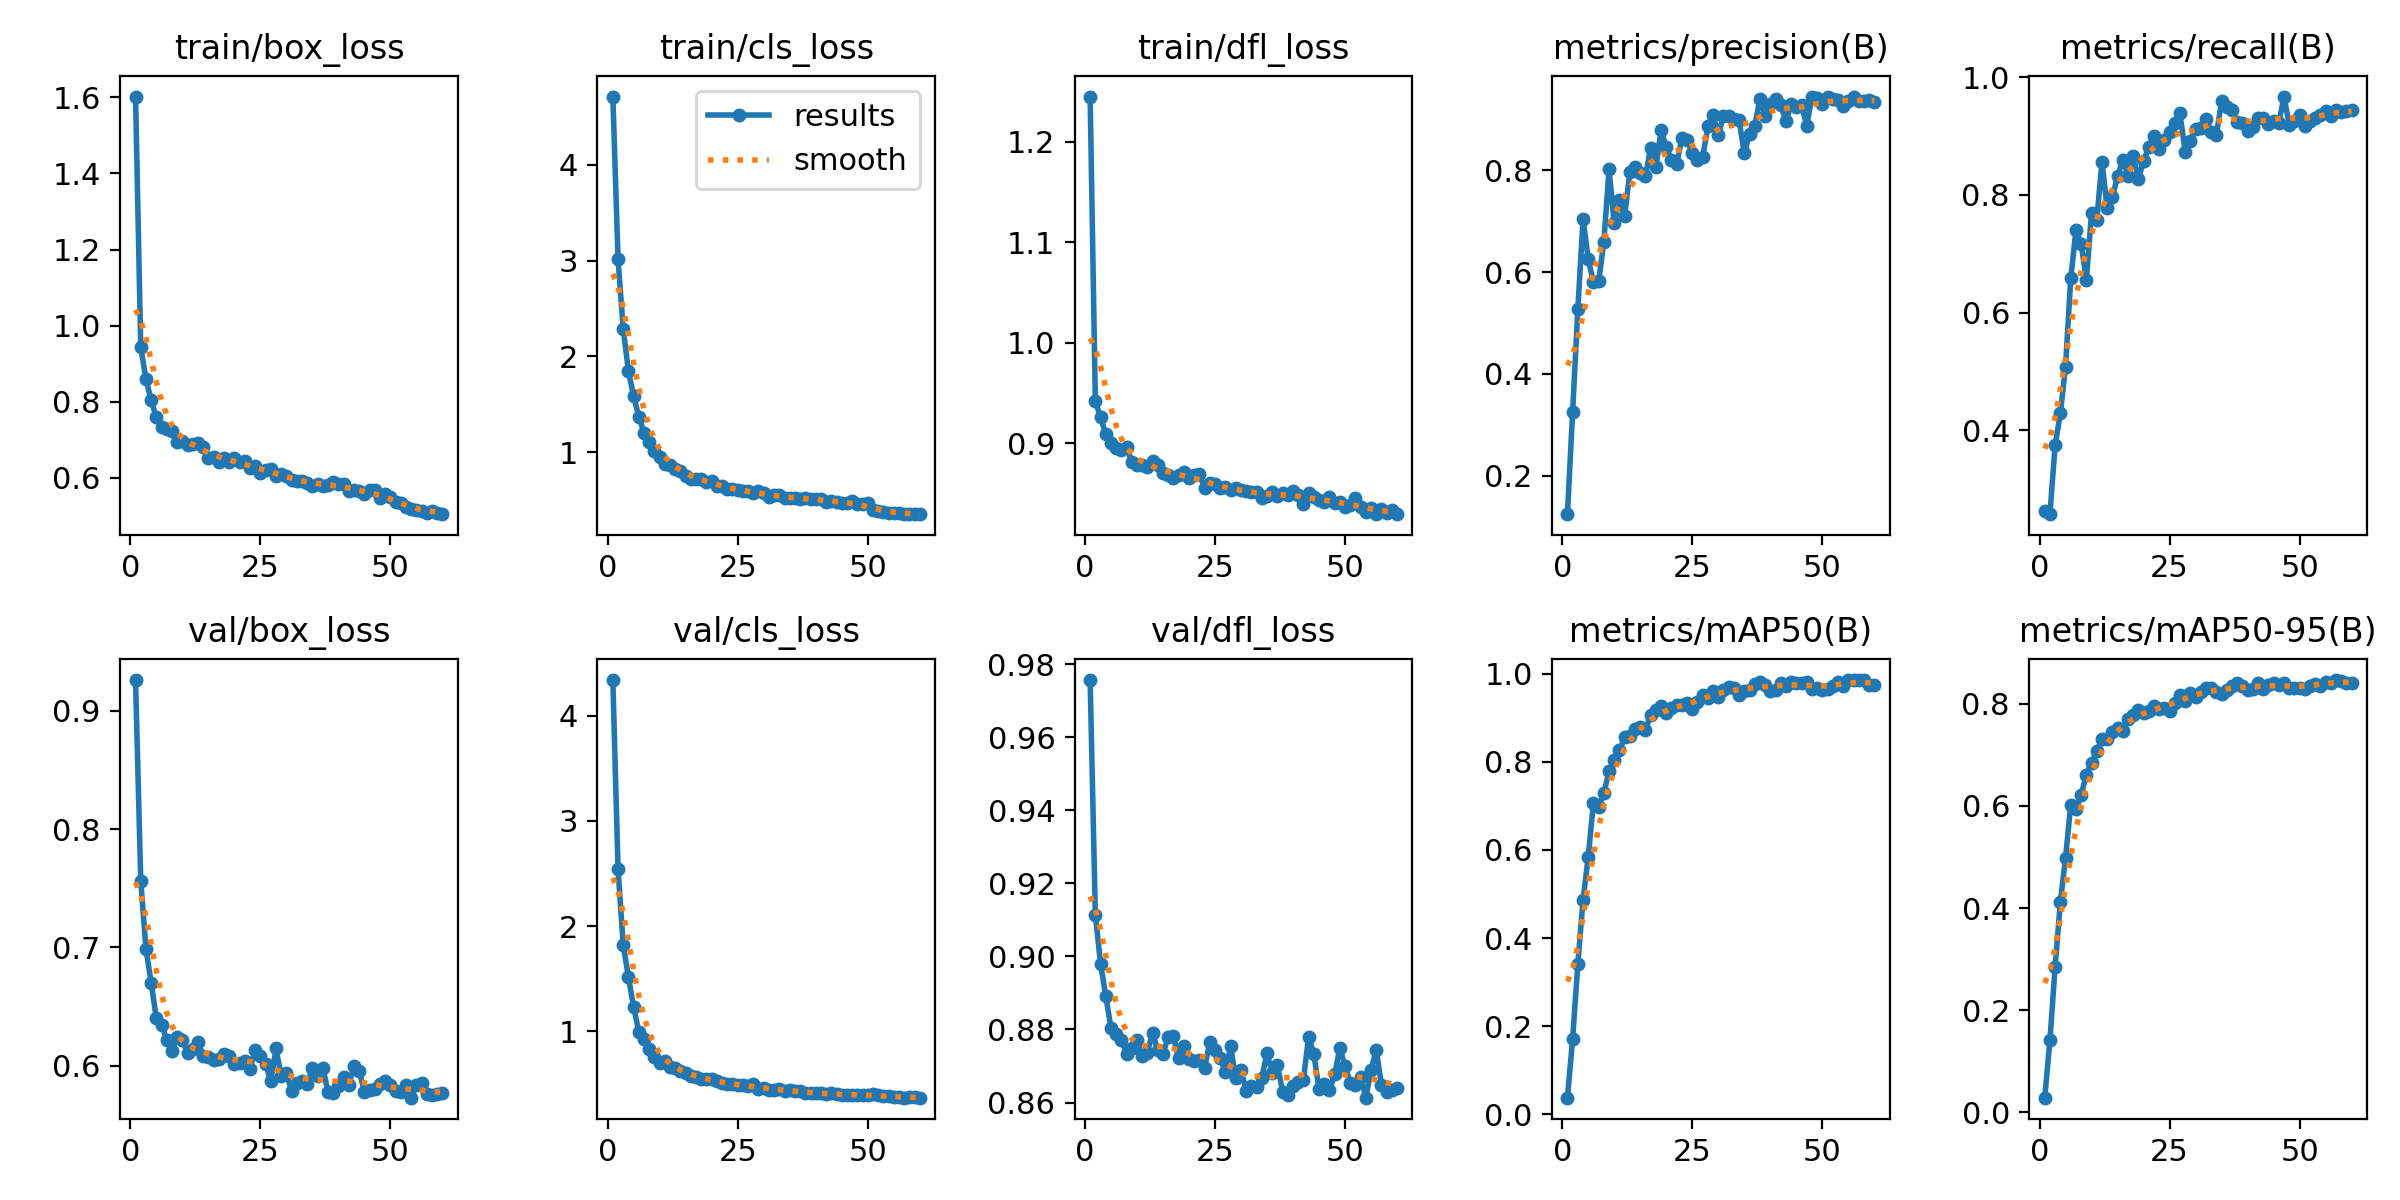 train/box_loss
1.6
1.4
1.2
1.0
0.8
0.6
0 25 50
train/cls_loss
results
smooth
4
3
2
1
0 25 50
train/dfl_loss
1.2
1.1
1.0
0.9
0 25 50
metrics/precision(B)
0.8
0.6
0.4
0.2
0 25 50
metrics/recall(B)
1.0
0.8
0.6
0.4
0 25 50
val/box_loss
0.9
0.8
0.7
0.6
0 25 50
val/cls_loss
4
3
2
1
0 25 50
val/dfl_loss
0.98
0.96
0.94
0.92
0.90
0.88
0.86
0 25 50
metrics/mAP50(B)
1.0
0.8
0.6
0.4
0.2
0.0
0 25 50
metrics/mAP50-95(B)
0.8
0.6
0.4
0.2
0.0
0 25 50